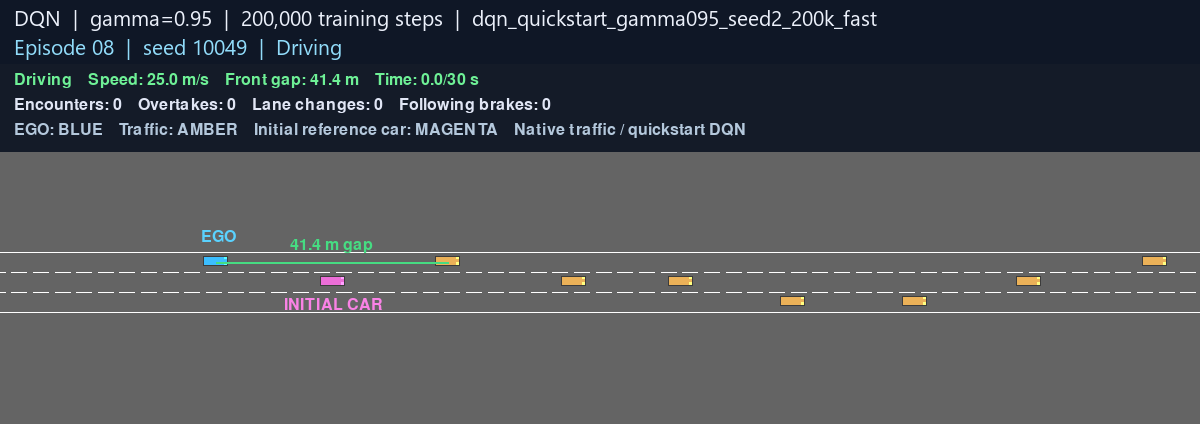 DQN | gamma=0.95 | 200,000 training steps | dqn_quickstart_gamma095_seed2_200k_fast
Episode 08 | seed 10049 | Driving
Driving Speed: 25.0 m/s Front gap: 41.4 m Time: 0.0/30 s
Encounters: 0 Overtakes: 0 Lane changes: 0 Following brakes: 0
EGO: BLUE Traffic: AMBER Initial reference car: MAGENTA Native traffic / quickstart DQN
EGO
41.4 m gap
INITIAL CAR